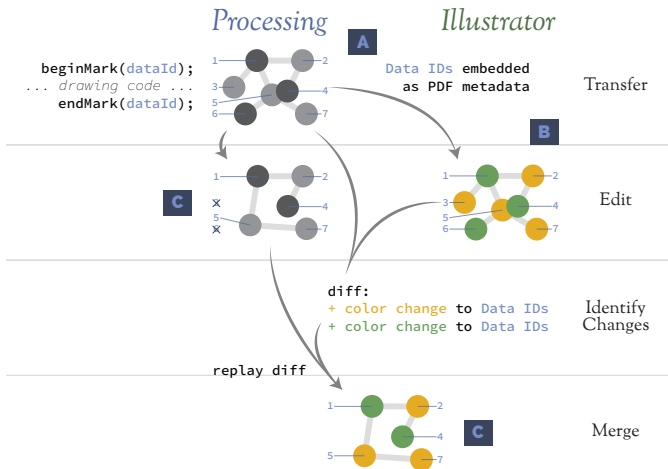 Processing
Illustrator
A
beginMark(dataId);
... drawing code ...
endMark(dataId);
1
2
3
4
5
6
7
Data IDs embedded
as PDF metadata
Transfer
B
C
1
2
x
4
5
x
7
1
2
3
4
5
6
7
Edit
diff:
+ color change to Data IDs
+ color change to Data IDs
Identify
Changes
replay diff
1
2
4
5
7
C
Merge